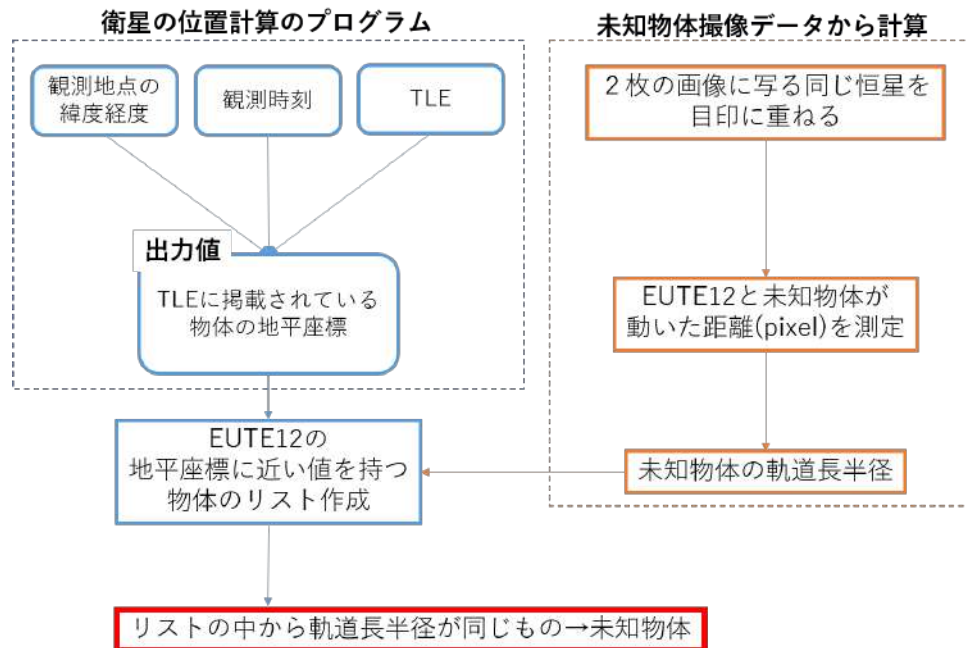 衛星の位置計算のプログラム
観測地点の
緯度経度
観測時刻
TLE
出力値
TLEに掲載されている
物体の地平座標
EUTE12の
地平座標に近い値を持つ
物体のリスト作成
リストの中から軌道長半径が同じもの→未知物体
未知物体撮像データから計算
２枚の画像に写る同じ恒星を
目印に重ねる
EUTE12と未知物体が
動いた距離(pixel)を測定
未知物体の軌道長半径